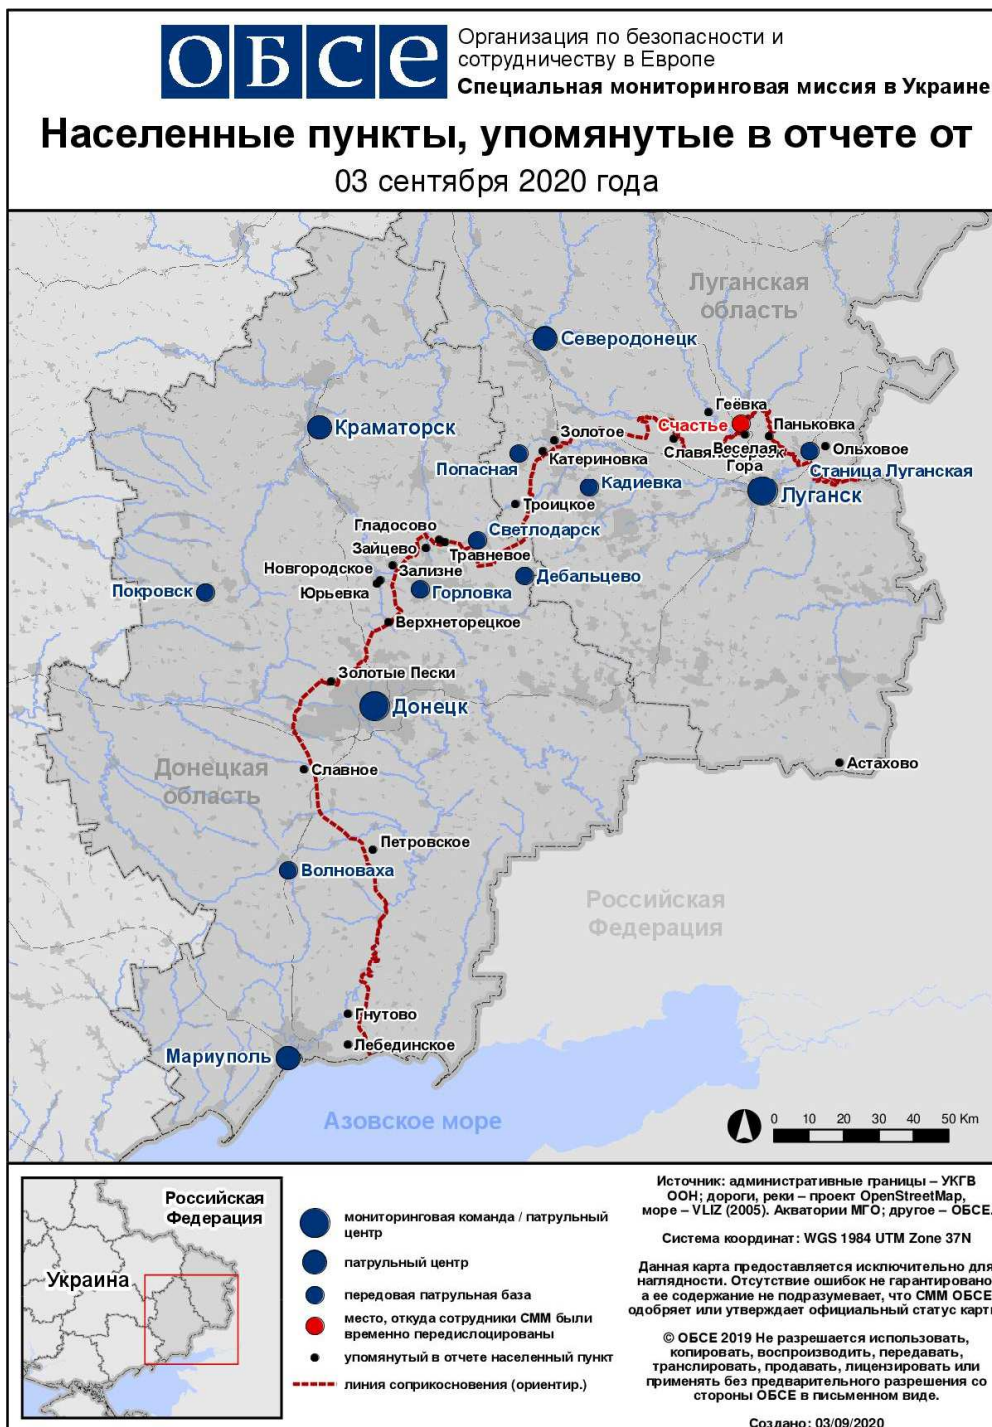 ОБСЕ
Организация по безопасности и
сотрудничеству в Европе
Специальная мониторинговая миссия в Украине
Населенные пункты, упомянутые в отчете от
03 сентября 2020 года
Луганская
область
Северодонецк
Геёвка
Счастье
Паньковка
Краматорск
Золотое
Веселая
Гора
Ольховое
Попасная
Катериновка
Станица Луганская
Кадиевка
Луганск
Троицкое
Гладосово
Светлодарск
Зайцево
Травневое
Новгородское
Зализне
Дебальцево
Покровск
Юрьевка
Горловка
Верхнеторецкое
Золотые Пески
Донецк
Донецкая
область
Славное
Астахово
Петровское
Волноваха
Российская
Федерация
Гнутово
Лебединское
Мариуполь
Азовское море
0 10 20 30 40 50 Km
Российская
Федерация
Украина
мониторинговая команда / патрульный
центр
патрульный центр
передовая патрульная база
место, откуда сотрудники СММ были
временно передислоцированы
упомянутый в отчете населенный пункт
линия соприкосновения (ориентир.)
Источник: административные границы – УКГВ
ООН; дороги, реки – проект OpenStreetMap,
море – VLIZ (2005). Акватории МГО; другое – ОБСЕ.
Система координат: WGS 1984 UTM Zone 37N
Данная карта предоставляется исключительно для
наглядности. Отсутствие ошибок не гарантировано,
а ее содержание не подразумевает, что СММ ОБСЕ
одобряет или утверждает официальный статус карты
© ОБСЕ 2019 Не разрешается использовать,
копировать, воспроизводить, передавать,
транслировать, продавать, лицензировать или
применять без предварительного разрешения со
стороны ОБСЕ в письменном виде.
Создано: 03/09/2020